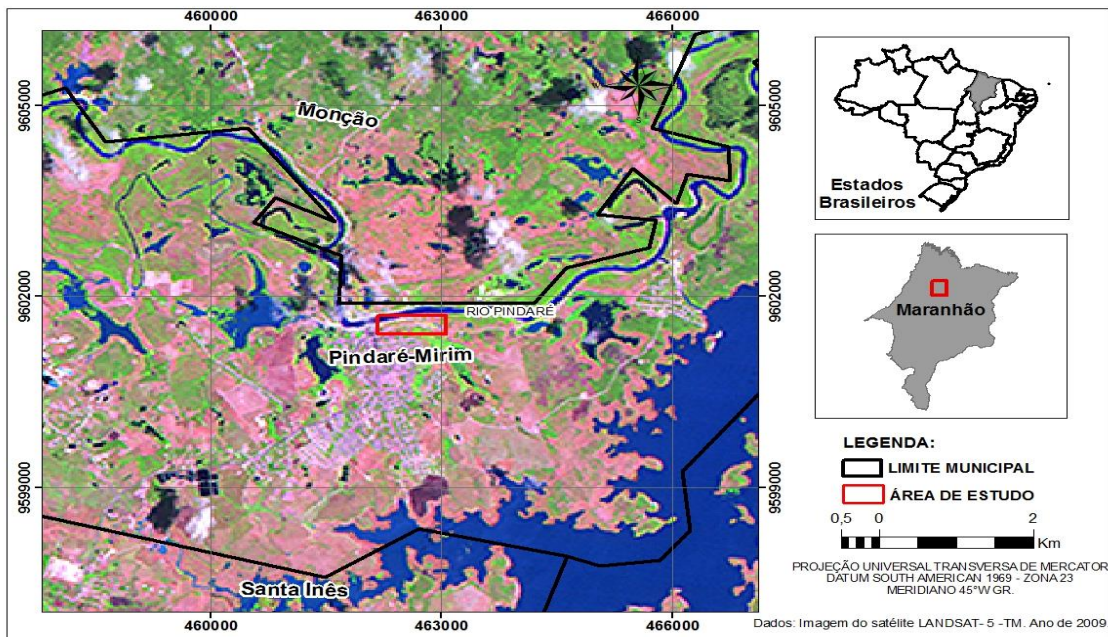 460000
463000
466000
9605000
9605000
Monção
Estados
Brasileiros
9602000
9602000
RIO PINDARÉ
Pindaré-Mirim
Maranhão
9599000
9599000
Santa Inês
460000
463000
466000
LEGENDA:
LIMITE MUNICIPAL
ÁREA DE ESTUDO
0,5 0 2
Km
PROJEÇÃO UNIVERSAL TRANSVERSA DE MERCATOR
DATUM SOUTH AMERICAN 1969 - ZONA 23
MERIDIANO 45°W GR.
Dados: Imagem do satélite LANDSAT- 5 -TM. Ano de 2009